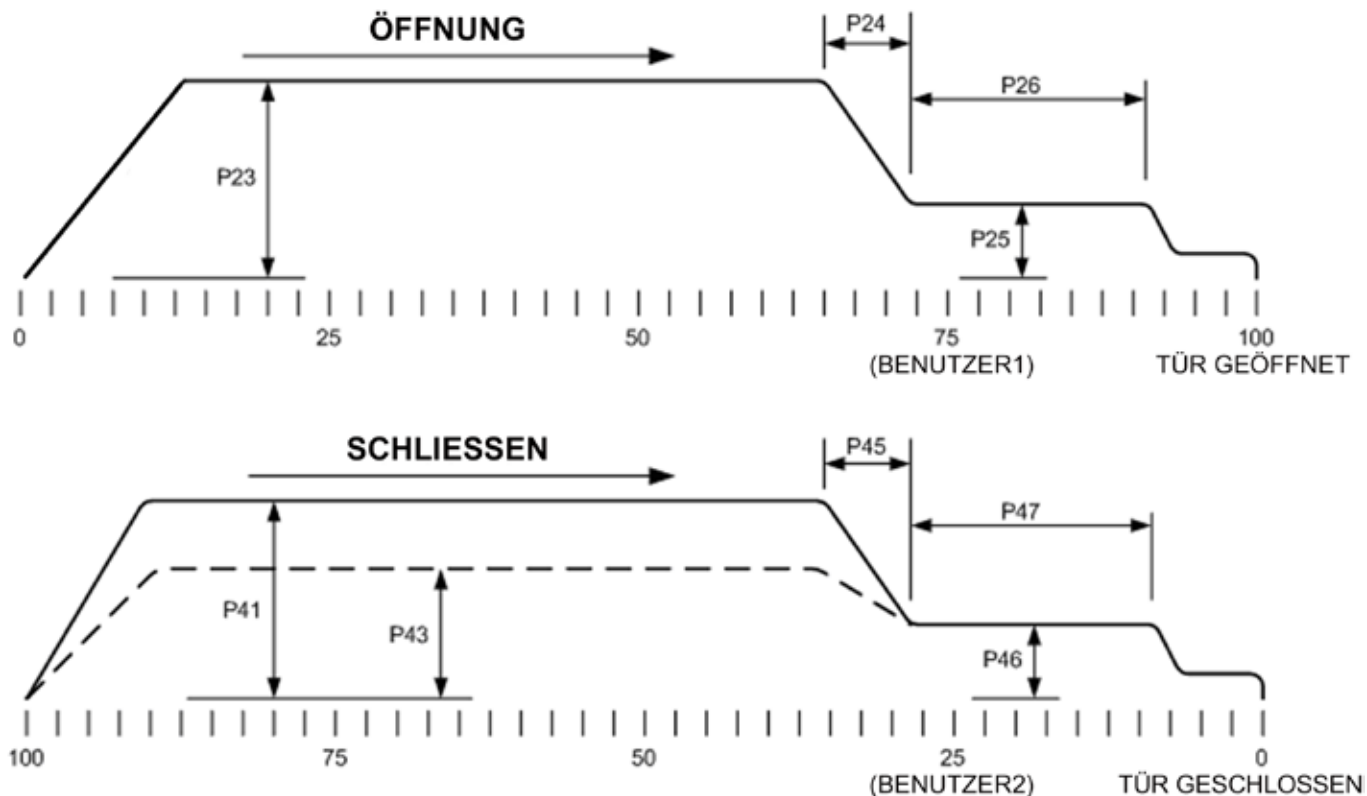 ÖFFNUNG
P24
P26
P23
P25
0 25 50 75 100
(BENUTZER1) TÜR GEÖFFNET
SCHLIESSEN
P45
P47
P41
P43
P46
100 75 50 25 0
(BENUTZER2) TÜR GESCHLOSSEN